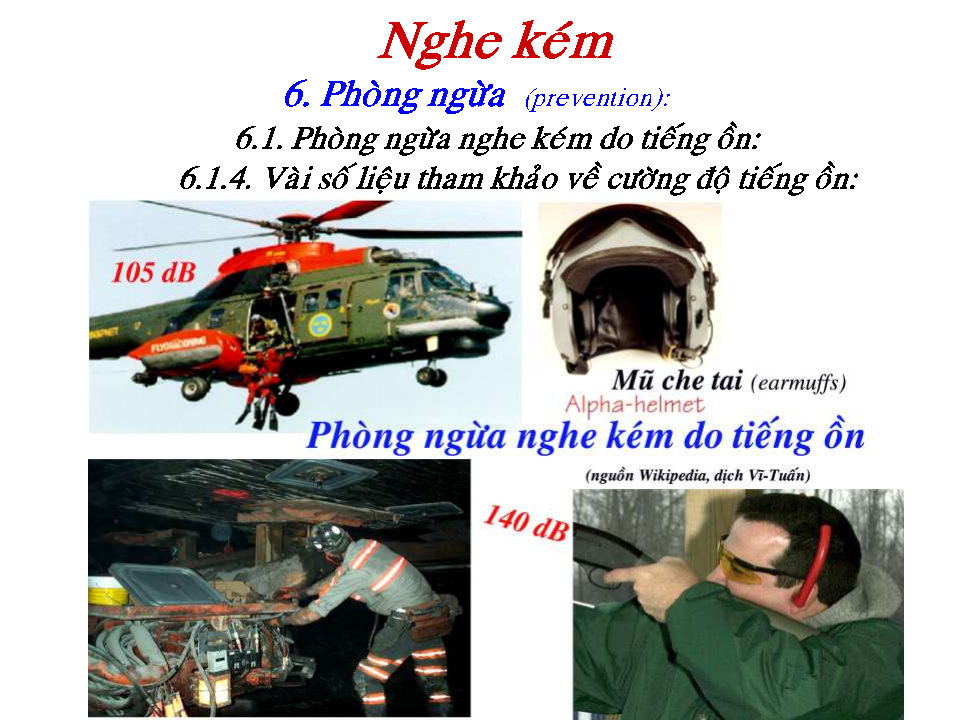 Nghe kém
6. Phòng ngừa (prevention):
6.1. Phòng ngừa nghe kém do tiếng ồn:
6.1.4. Vài số liệu tham khảo về cường độ tiếng ồn:
105 dB
Mũ che tai (earmuffs)
Alpha-helmet
Phòng ngừa nghe kém do tiếng ồn
(nguồn Wikipedia, dịch Vĩ-Tuấn)
140 dB